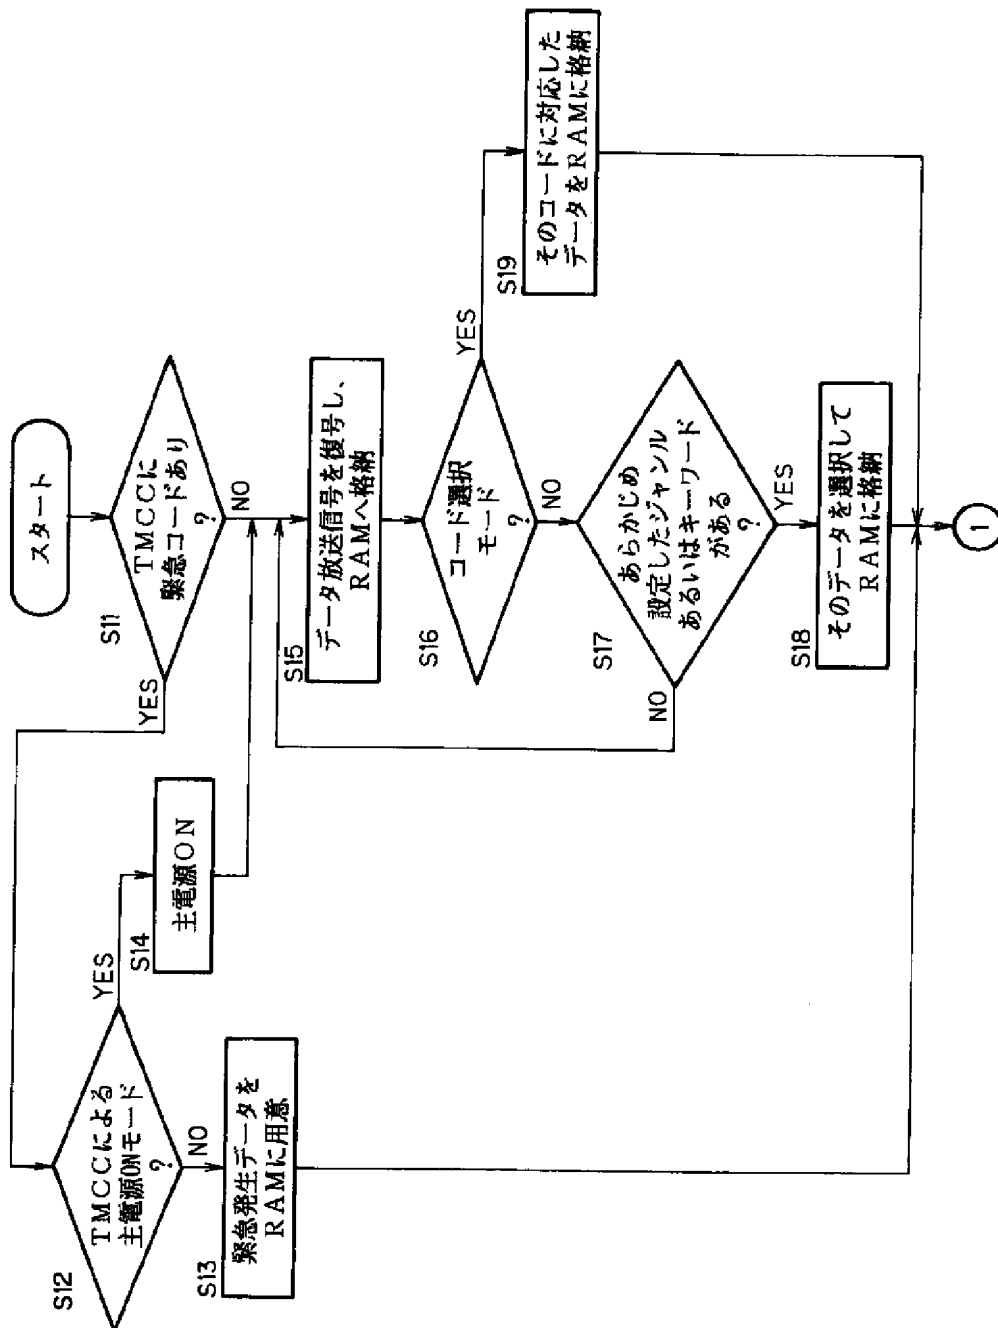 スタート
S11
TMCCに
緊急コードあり
?
YES
NO
S12
TMCCによる
主電源ONモード
?
YES
NO
S13
緊急発生データを
RAMに用意
S14
主電源ON
S15
データ放送信号を復号し、
RAMへ格納
S16
コード選択
モード
?
YES
NO
S17
あらかじめ
設定したジャンル
あるいはキーワード
がある
?
NO
YES
S18
そのデータを選択して
RAMに格納
S19
そのコードに対応した
データをRAMに格納
1